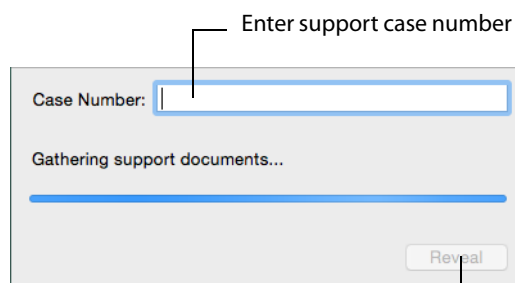 Enter support case number
Case Number:
Gathering support documents...
Reveal